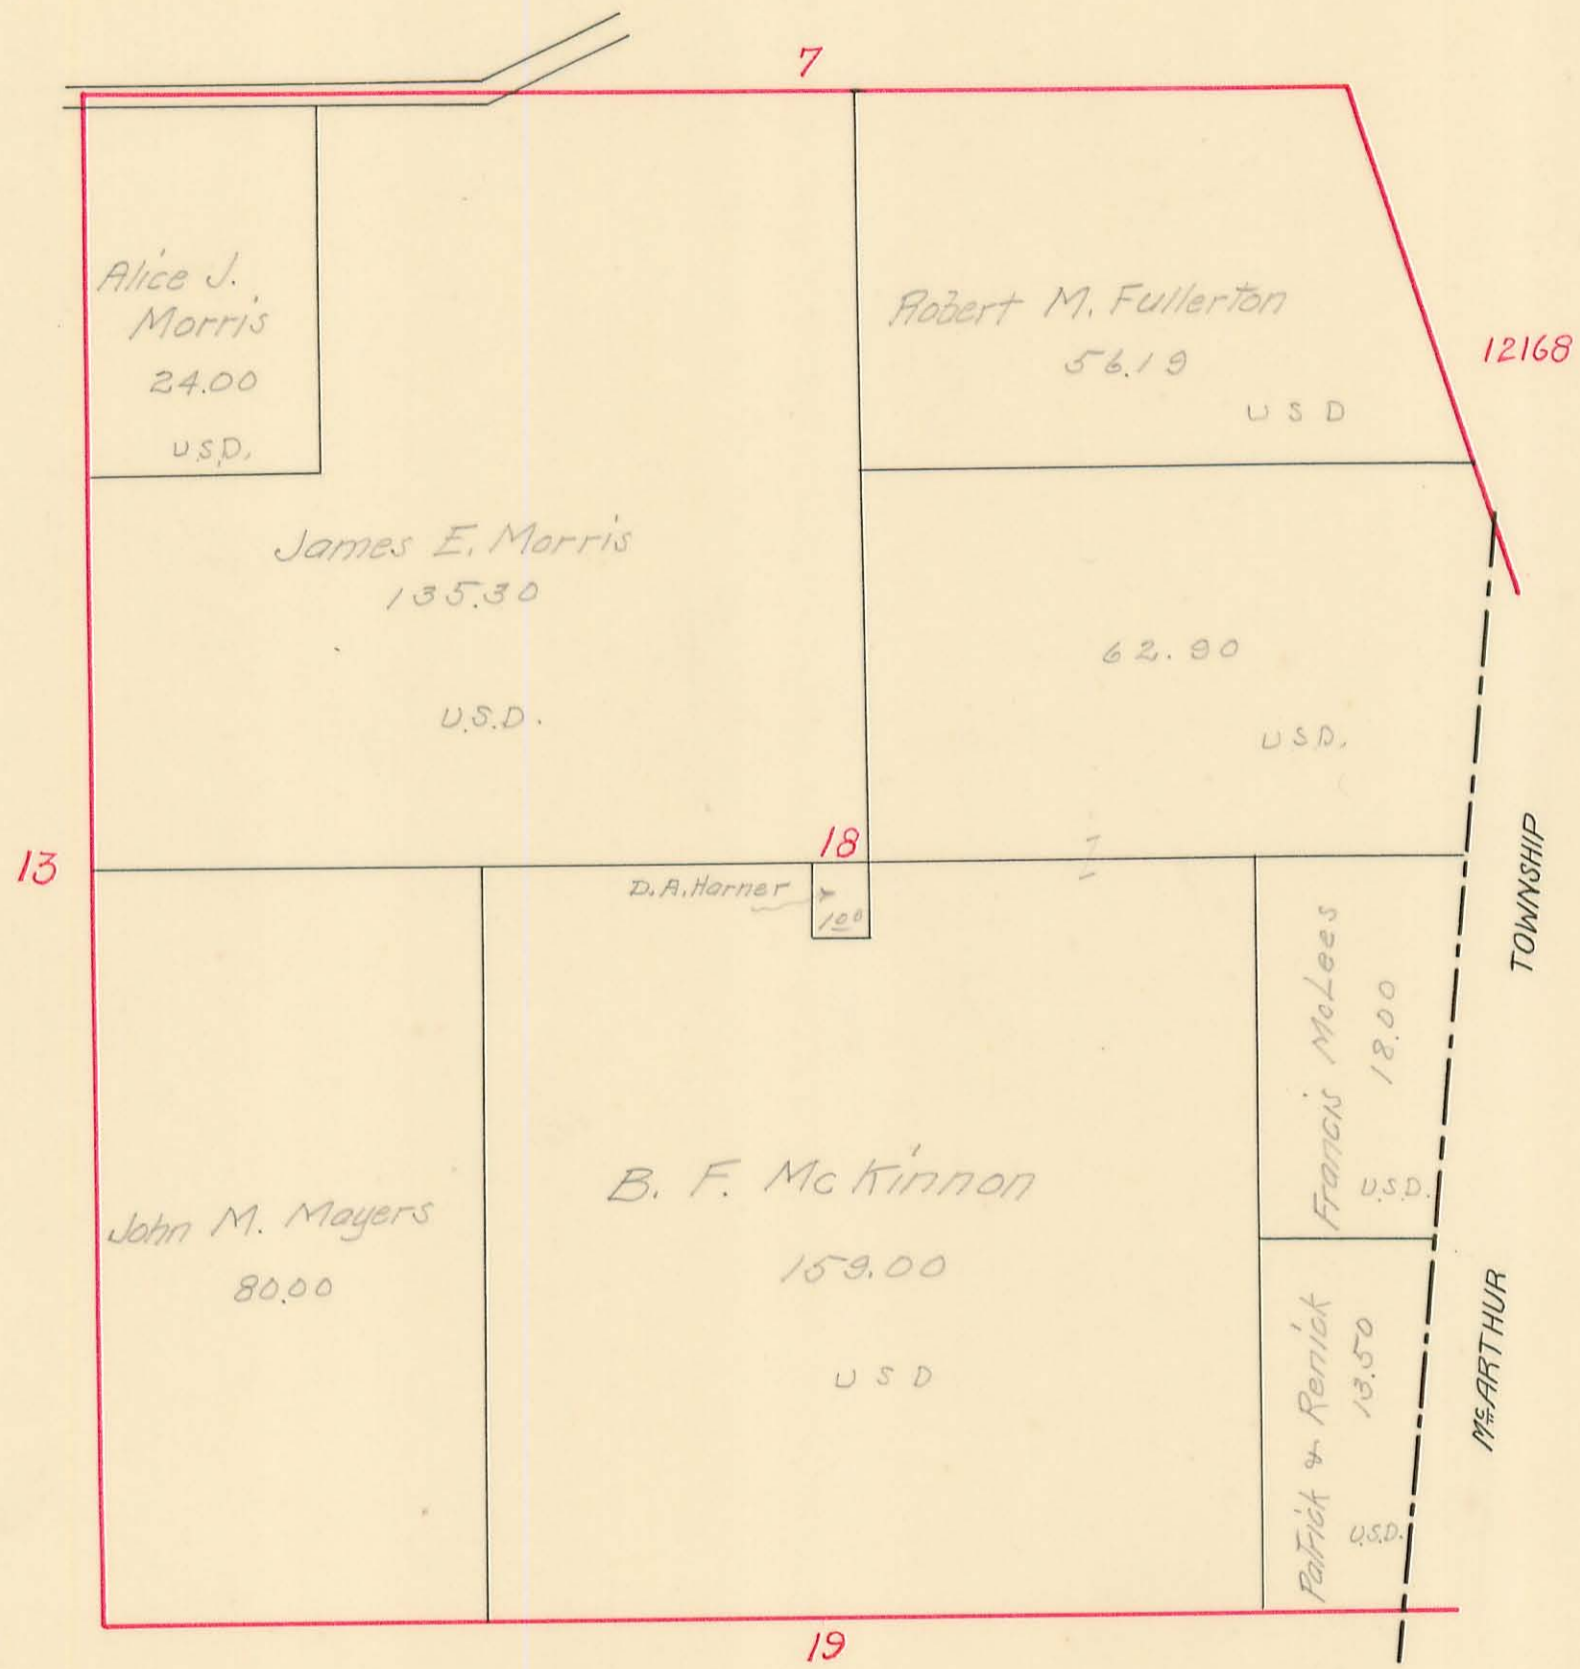 7
Alice J.
Morris
24.00
U.S.D.
Robert M. Fullerton
56.19
U S D
12168
James E. Morris
135.30
U.S.D.
62.90
U S D.
13
18
D.A. Harner
1 00
TOWNSHIP
Francis McLees
18.00
U.S.D.
John M. Mayers
80.00
B. F. McKinnon
159.00
U S D
Patrick & Renick
13.50
U.S.D.
McARTHUR
19